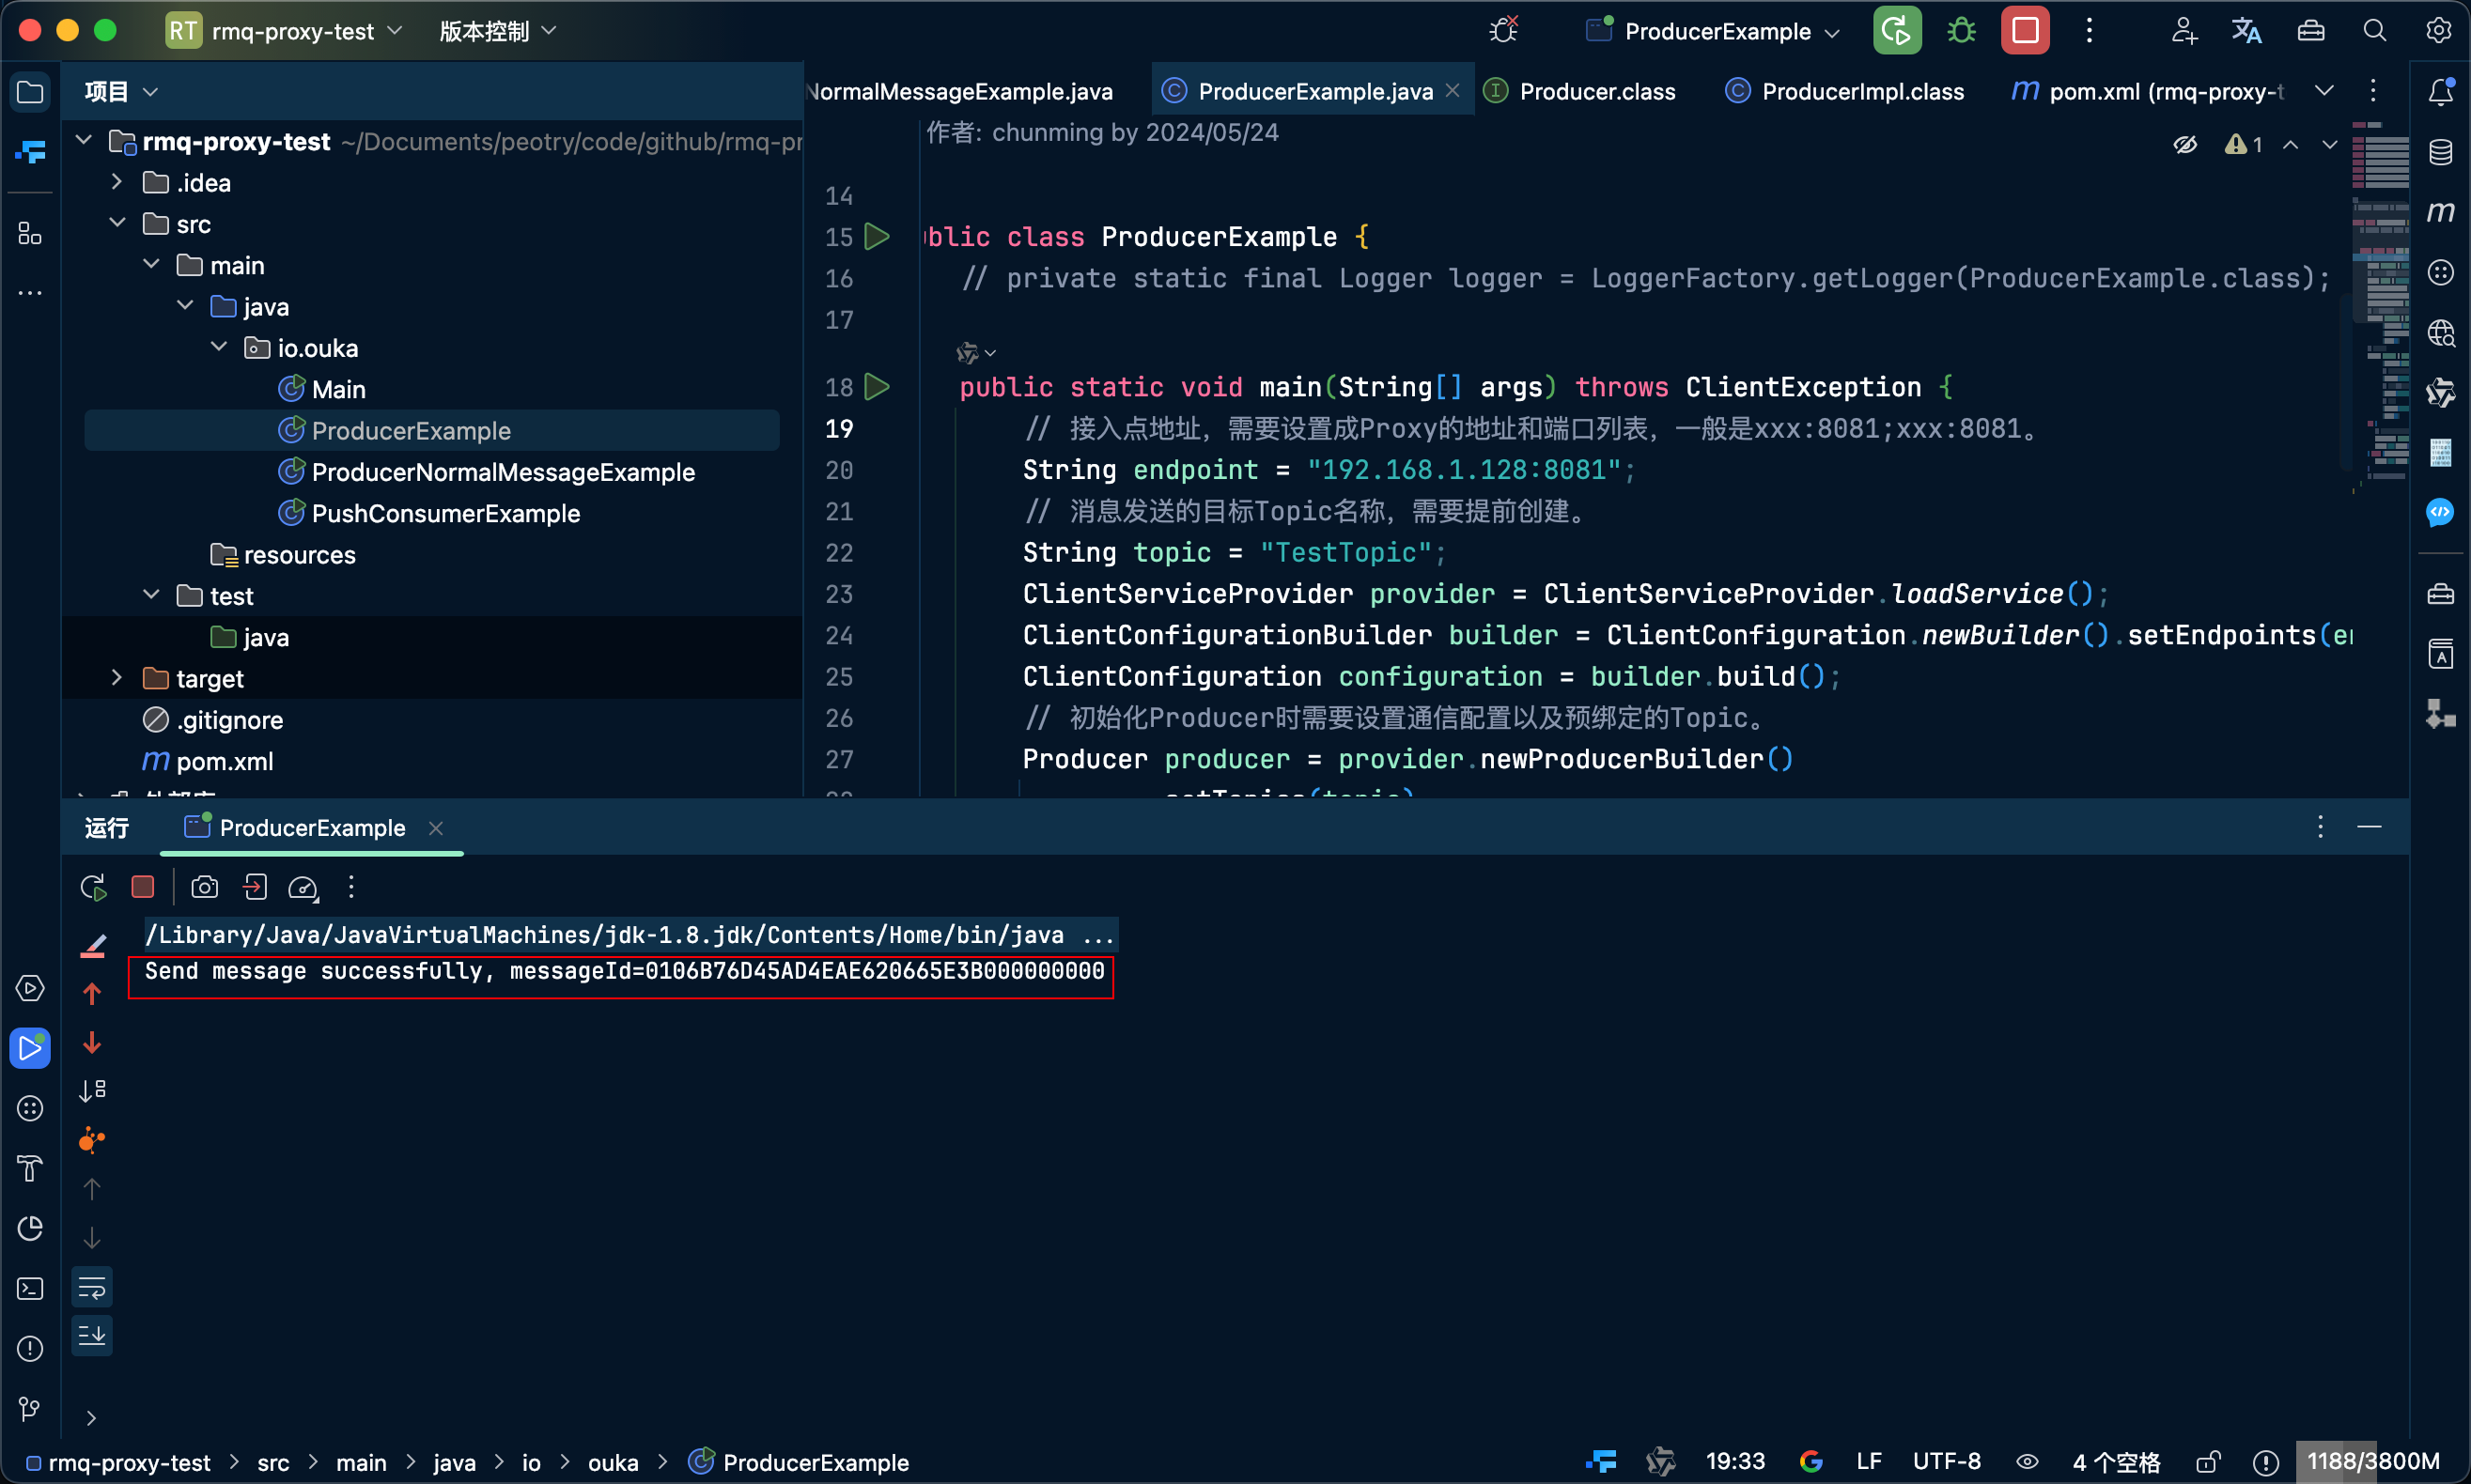 RT rmq-proxy-test 版本控制 ProducerExample
项目
NormalMessageExample.java ProducerExample.java Producer.class ProducerImpl.class pom.xml (rmq-proxy-t
rmq-proxy-test ~/Documents/peotry/code/github/rmq-pr
.idea
src
main
java
io.ouka
Main
ProducerExample
ProducerNormalMessageExample
PushConsumerExample
resources
test
java
target
.gitignore
pom.xml
作者: chunming by 2024/05/24
1
14
15 blic class ProducerExample {
16 // private static final Logger logger = LoggerFactory.getLogger(ProducerExample.class);
17
18 public static void main(String[] args) throws ClientException {
19 // 接入点地址，需要设置成Proxy的地址和端口列表，一般是xxx:8081;xxx:8081。
20 String endpoint = "192.168.1.128:8081";
21 // 消息发送的目标Topic名称，需要提前创建。
22 String topic = "TestTopic";
23 ClientServiceProvider provider = ClientServiceProvider.loadService();
24 ClientConfigurationBuilder builder = ClientConfiguration.newBuilder().setEndpoints(e
25 ClientConfiguration configuration = builder.build();
26 // 初始化Producer时需要设置通信配置以及预绑定的Topic。
27 Producer producer = provider.newProducerBuilder()
运行 ProducerExample
/Library/Java/JavaVirtualMachines/jdk-1.8.jdk/Contents/Home/bin/java ...
Send message successfully, messageId=0106B76D45AD4EAE620665E3B000000000
rmq-proxy-test > src > main > java > io > ouka > ProducerExample
19:33 LF UTF-8 4 个空格 1188/3800M